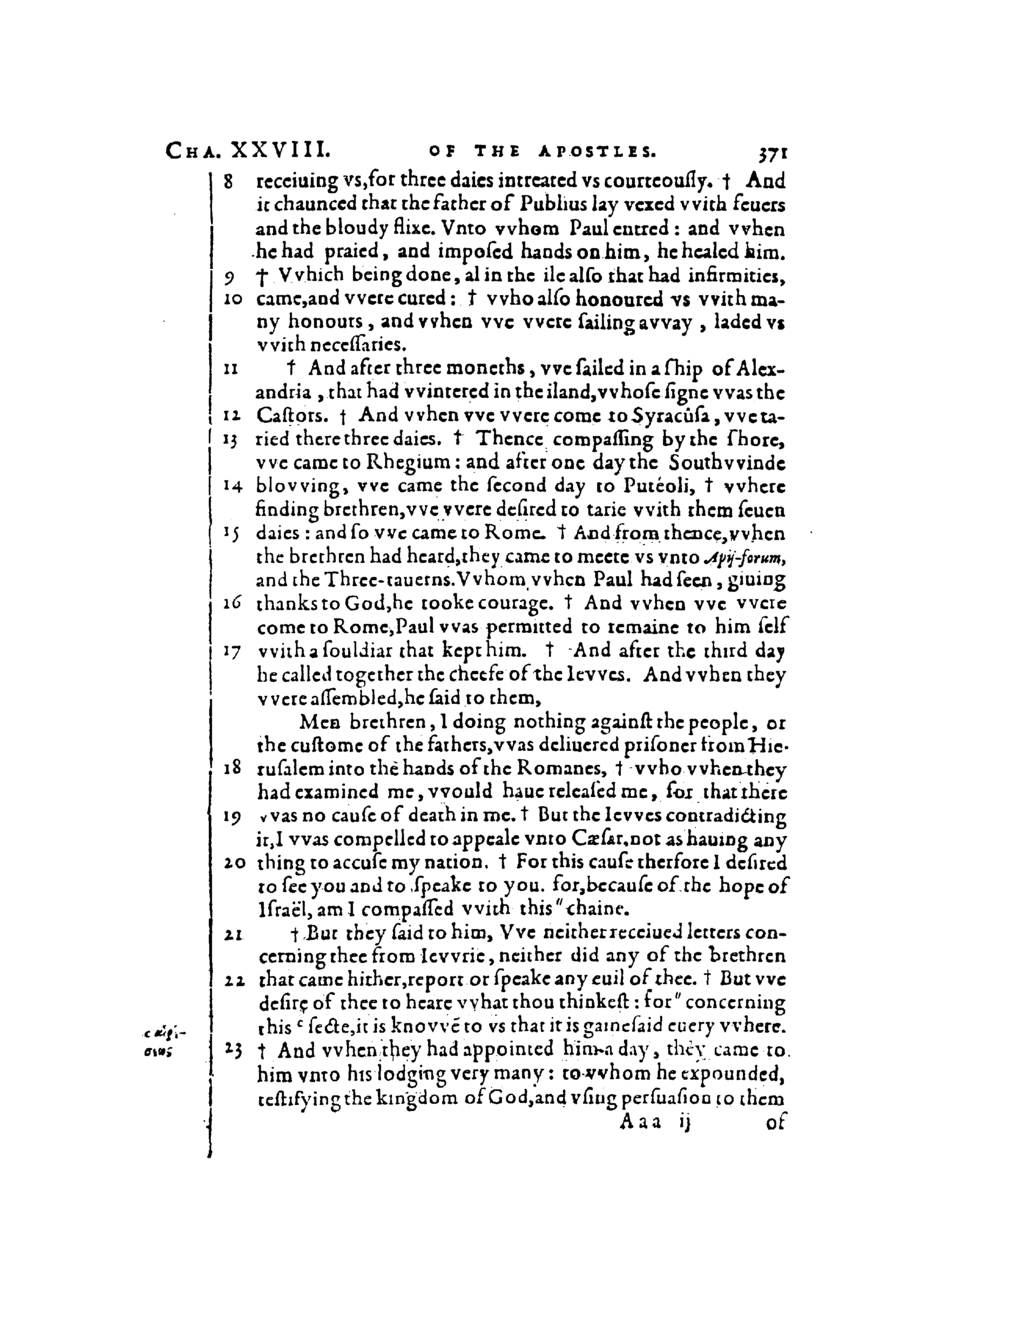 CHA. XXVIII. OF THE APOSTLES. 371
8 receiuing vs,for three daies intreated vs courteouſly. † And
it chaunced that the father of Publius lay vexed vvith feuers
and the bloudy flixe. Vnto vvhom Paul entred : and vvhen
he had praied, and impoſed hands on him, he healed him.
9 † Vvhich being done, al in the ile alſo that had infirmities,
10 came,and vvere cured : † vvho alſo honoured vs vvith ma-
ny honours , and vvhen vve vvere ſailing avvay , laded vs
vvith neceſſaries.
11 † And after three moneths , vve ſailed in a ſhip of Alex-
andria , that had vvintered in the iland,vvhoſe ſigne vvas the
12 Caſtors. † And vvhen vve vvere come to Syracùſa, vve ta-
13 ried there three daies. † Thence compaſſing by the ſhore,
vve came to Rhegium : and after one day the Southvvinde
14 blovving, vve came the ſecond day to Putéoli, † vvhere
finding brethren,vve vvere deſired to tarie vvith them ſeuen
15 daies : and ſo vve came to Rome. † And from thence,vvhen
the brethren had heard,they came to meete vs vnto Apij-forum,
and the Three-tauerns.Vvhom vvhen Paul had ſeen , giuing
16 thanks to God,he tooke courage. † And vvhen vve vvere
come to Rome,Paul vvas permitted to remaine to him ſelf
17 vvith a ſouldiar that kept him. † And after the third day
he called together the cheefe of the Ievves. And vvhen they
vvere aſſembled,he ſaid to them,
Men brethren, I doing nothing againſt the people, or
the cuſtome of the fathers,vvas deliuered priſoner from Hie-
18 ruſalem into the hands of the Romanes, † vvho vvhen they
had examined me, vvould haue releaſed me, for that there
19 vvas no cauſe of death in me. † But the Ievves contradicting
it,I vvas compelled to appeale vnto Cæſar,not as hauing any
20 thing to accuſe my nation. † For this cauſe therfore I deſired
to ſee you and to ſpeake to you. for,becauſe of the hope of
Iſraël, am I compaſſed vvith this "chaine.
21 † But they ſaid to him, Vve neither receiued letters con-
cerning thee from Ievvrie, neither did any of the brethren
22 that came hither,report or ſpeake any euil of thee. † But vve
deſire of thee to heare vvhat thou thinkeſt : for" concerning
c αἱρέ- this c ſecte,it is knovvē to vs that it is gaineſaid euery vvhere.
σεως 23 † And vvhen they had appointed him a day, they came to
him vnto his lodging very many : to vvhom he expounded,
teſtifying the kingdom of God,and vſing perſuaſion to them
Aaa ij of